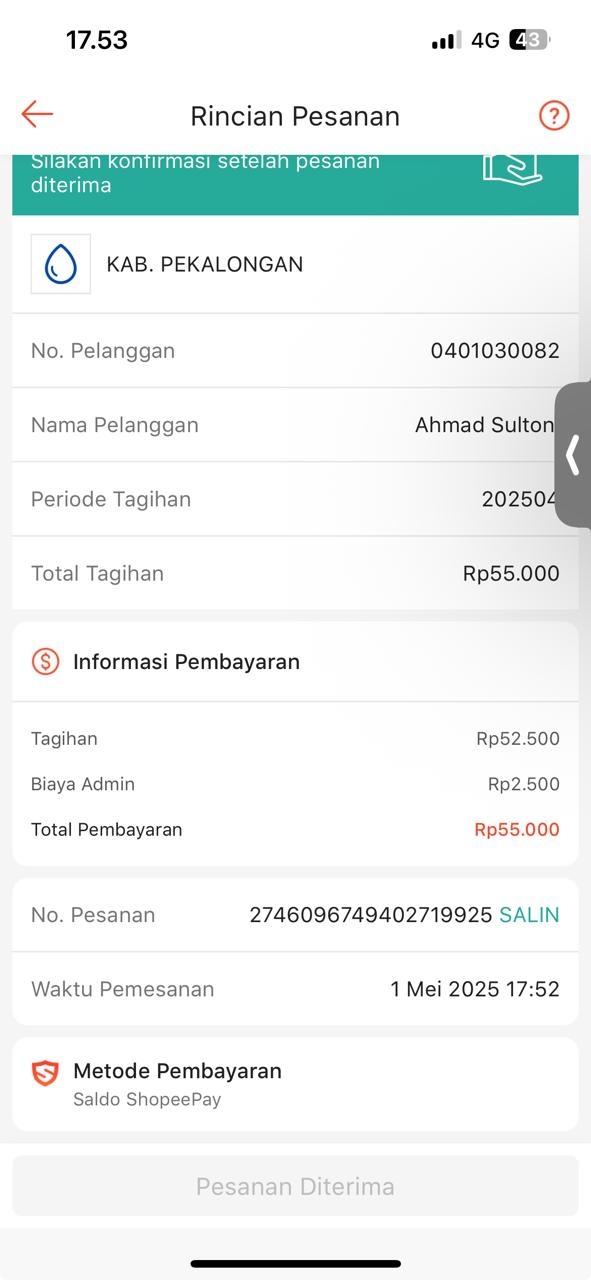 17.53
4G 43
Rincian Pesanan
?
Silakan konfirmasi setelah pesanan
diterima
KAB. PEKALONGAN
No. Pelanggan 0401030082
Nama Pelanggan Ahmad Sulton
Periode Tagihan 202504
Total Tagihan Rp55.000
Informasi Pembayaran
Tagihan Rp52.500
Biaya Admin Rp2.500
Total Pembayaran Rp55.000
No. Pesanan 2746096749402719925 SALIN
Waktu Pemesanan 1 Mei 2025 17:52
Metode Pembayaran
Saldo ShopeePay
Pesanan Diterima